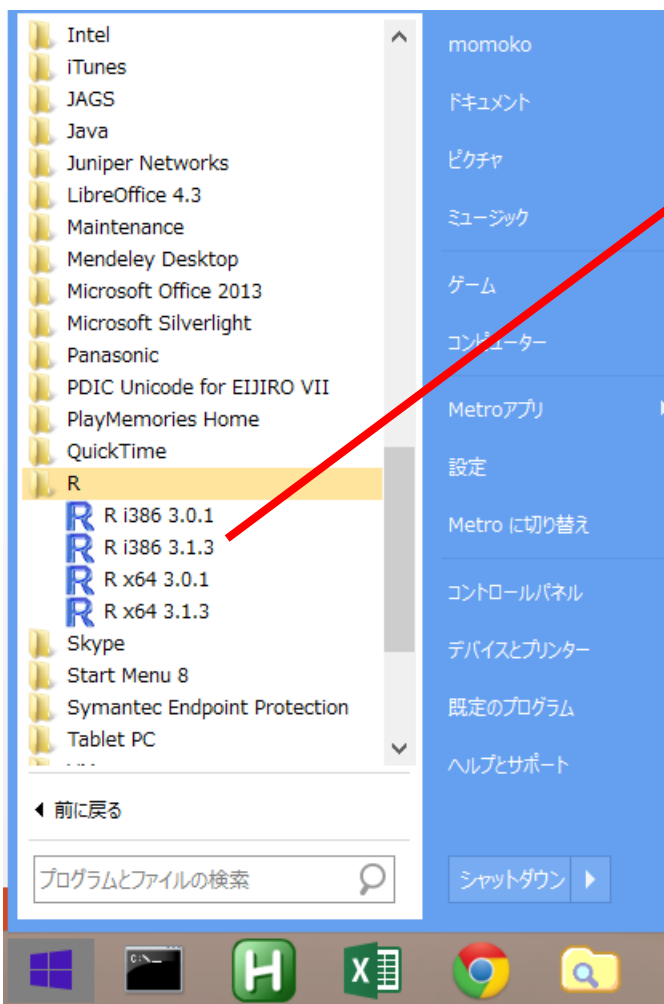 Intel
iTunes
JAGS
Java
Juniper Networks
LibreOffice 4.3
Maintenance
Mendeley Desktop
Microsoft Office 2013
Microsoft Silverlight
Panasonic
PDIC Unicode for EIJIRO VII
PlayMemories Home
QuickTime
R
R i386 3.0.1
R i386 3.1.3
R x64 3.0.1
R x64 3.1.3
Skype
Start Menu 8
Symantec Endpoint Protection
Tablet PC
前に戻る
プログラムとファイルの検索
momoko
ドキュメント
ピクチャ
ミュージック
ゲーム
コンピューター
Metroアプリ
設定
Metro に切り替え
コントロールパネル
デバイスとプリンター
既定のプログラム
ヘルプとサポート
シャットダウン
C:\_
H
X